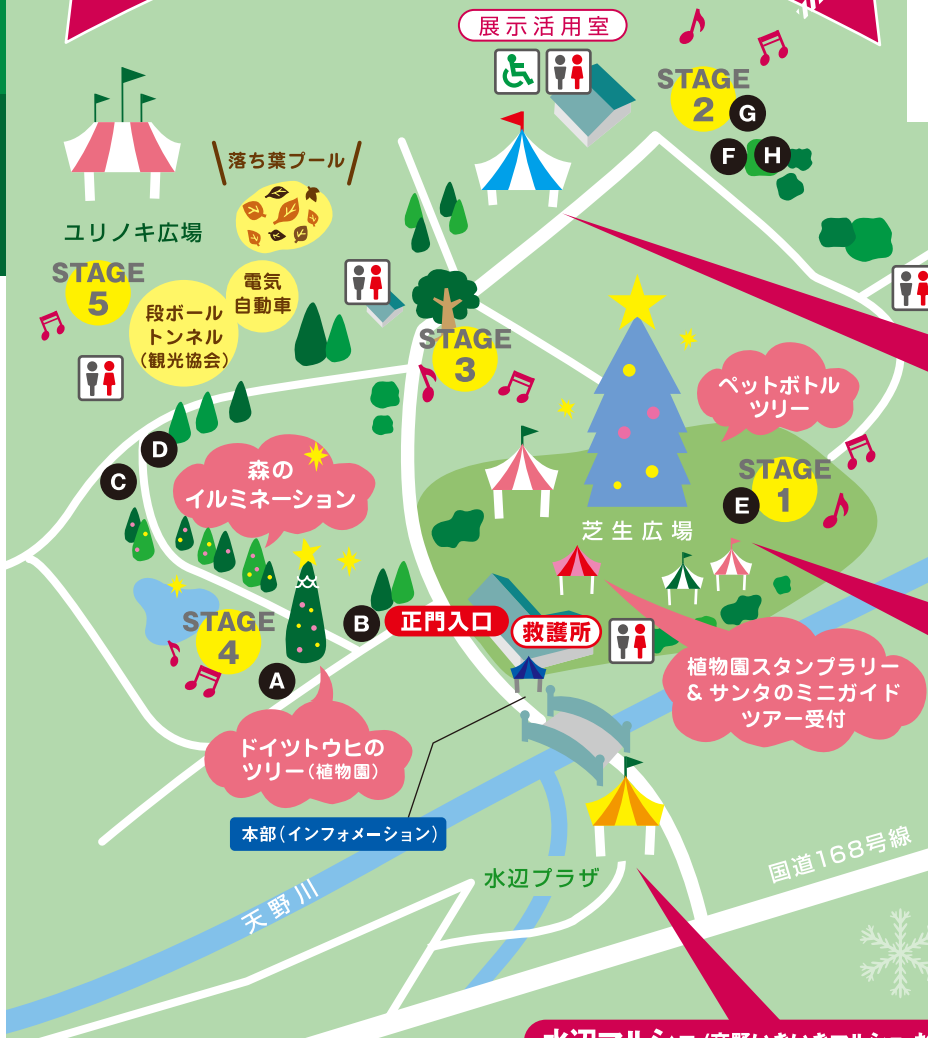 展示活用室
STAGE
2
G
F
H
落ち葉プール
ユリノキ広場
STAGE
5
電気
自動車
段ボール
トンネル
(観光協会)
STAGE
3
ペットボトル
ツリー
D
C
森の
イルミネーション
STAGE
1
E
芝生広場
B
正門入口
救護所
STAGE
4
A
植物園スタンプラリー
& サンタのミニガイド
ツアー受付
ドイツトウヒの
ツリー(植物園)
本部(インフォメーション)
水辺プラザ
国道168号線
天野川